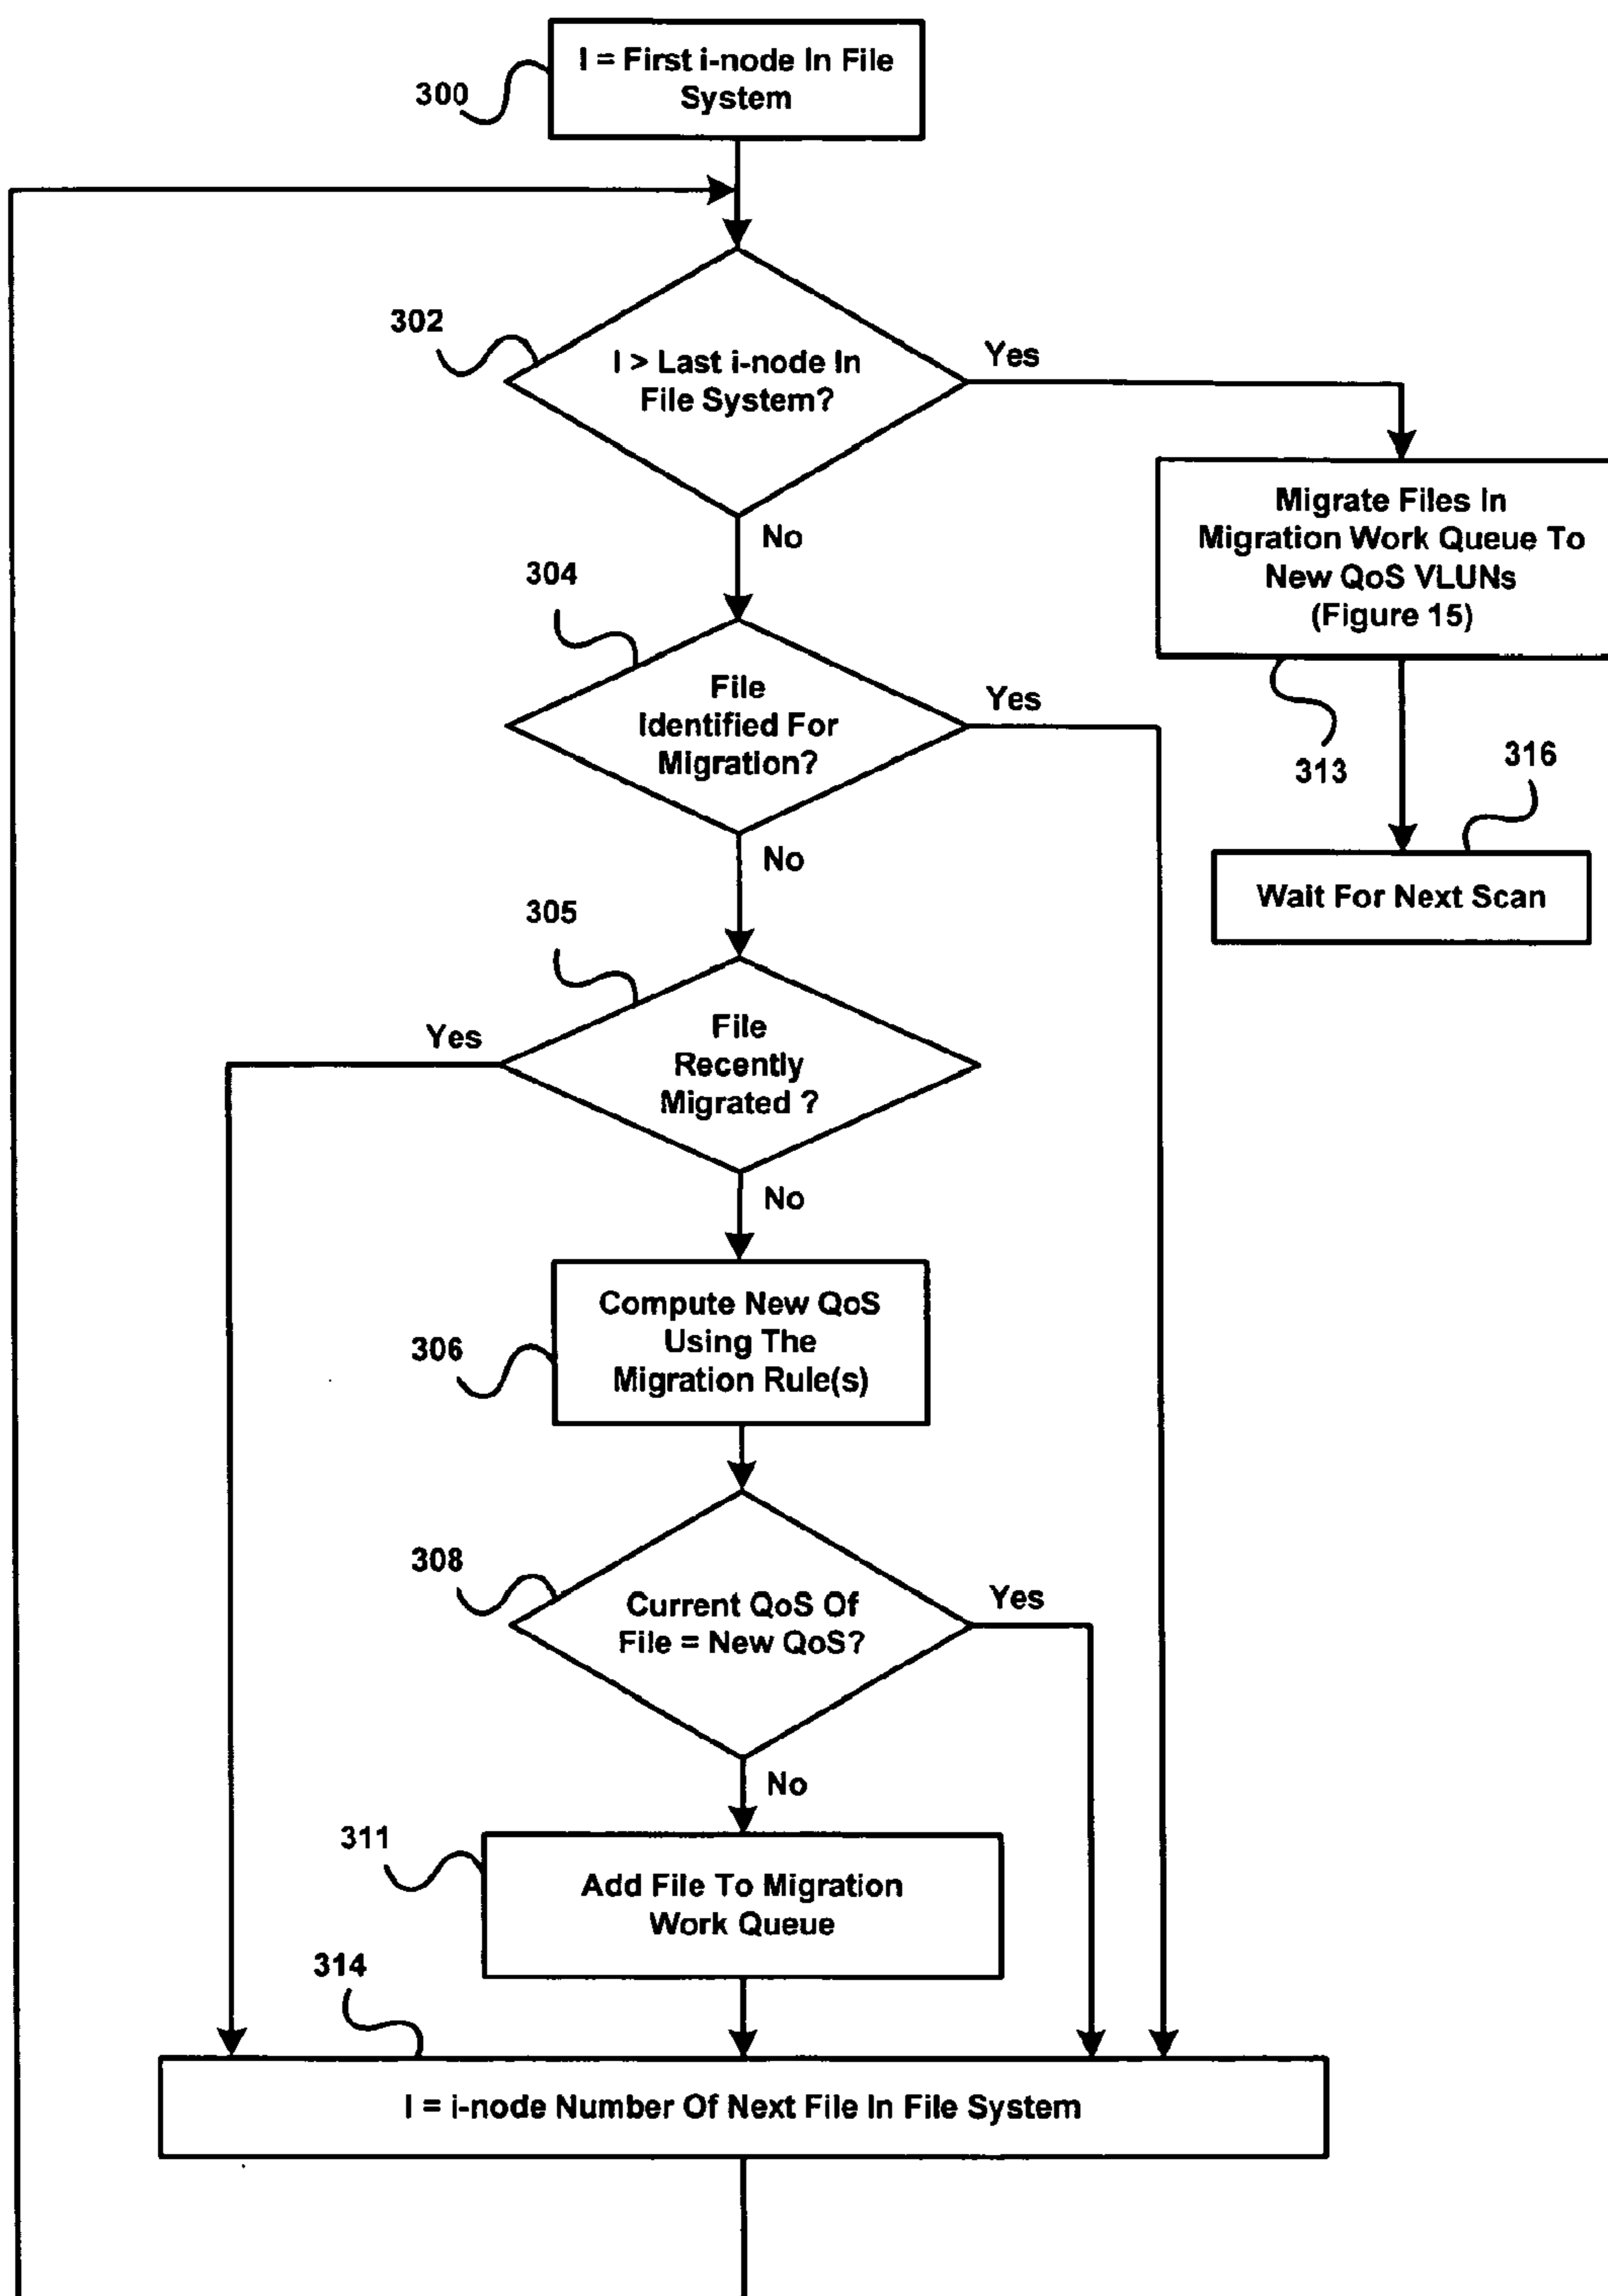 I = First i-node In File
System
300
302
I > Last i-node In
File System?
Yes
No
Migrate Files In
Migration Work Queue To
New QoS VLUNs
(Figure 15)
313
316
Wait For Next Scan
304
File
Identified For
Migration?
Yes
No
305
File
Recently
Migrated ?
Yes
No
306
Compute New QoS
Using The
Migration Rule(s)
308
Current QoS Of
File = New QoS?
Yes
No
311
Add File To Migration
Work Queue
314
I = i-node Number Of Next File In File System